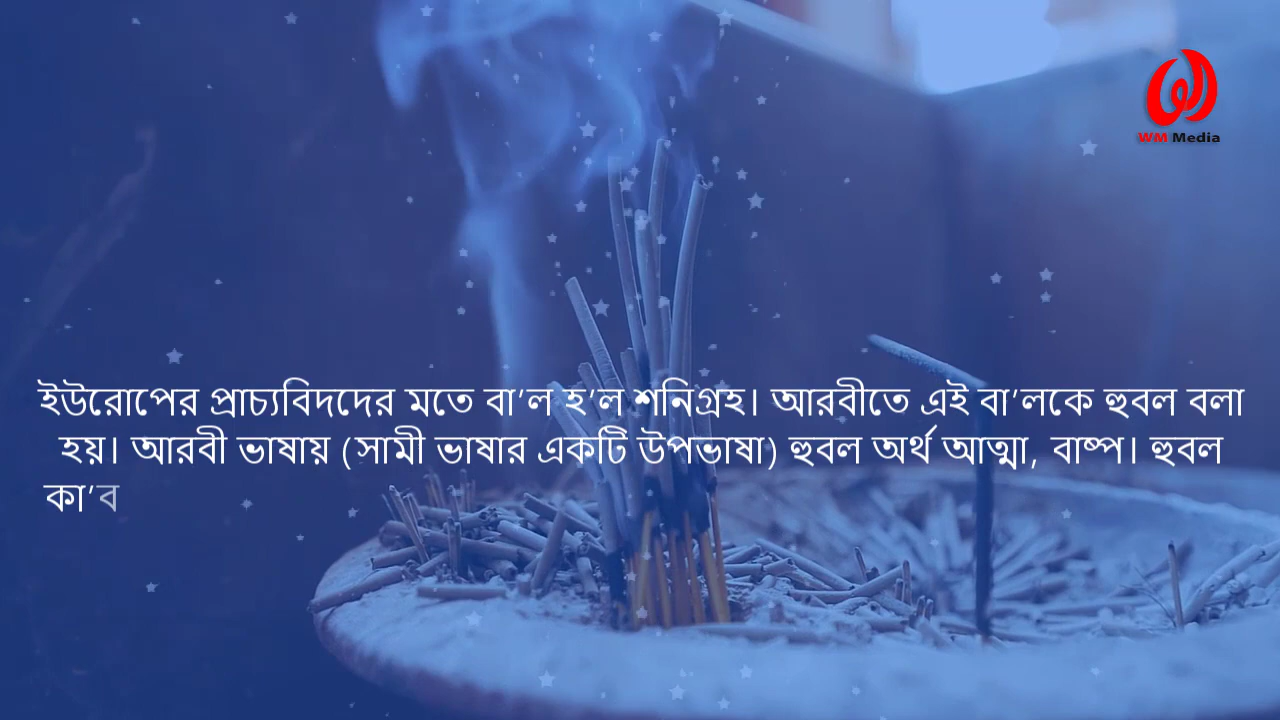 WM Media
ইউরোপের প্রাচ্যবিদদের মতে বা’ল হ’ল শনিগ্রহ। আরবীতে এই বা’লকে হুবল বলা
হয়। আরবী ভাষায় (সামী ভাষার একটি উপভাষা) হুবল অর্থ আত্মা, বাষ্প। হুবল
কা’ব